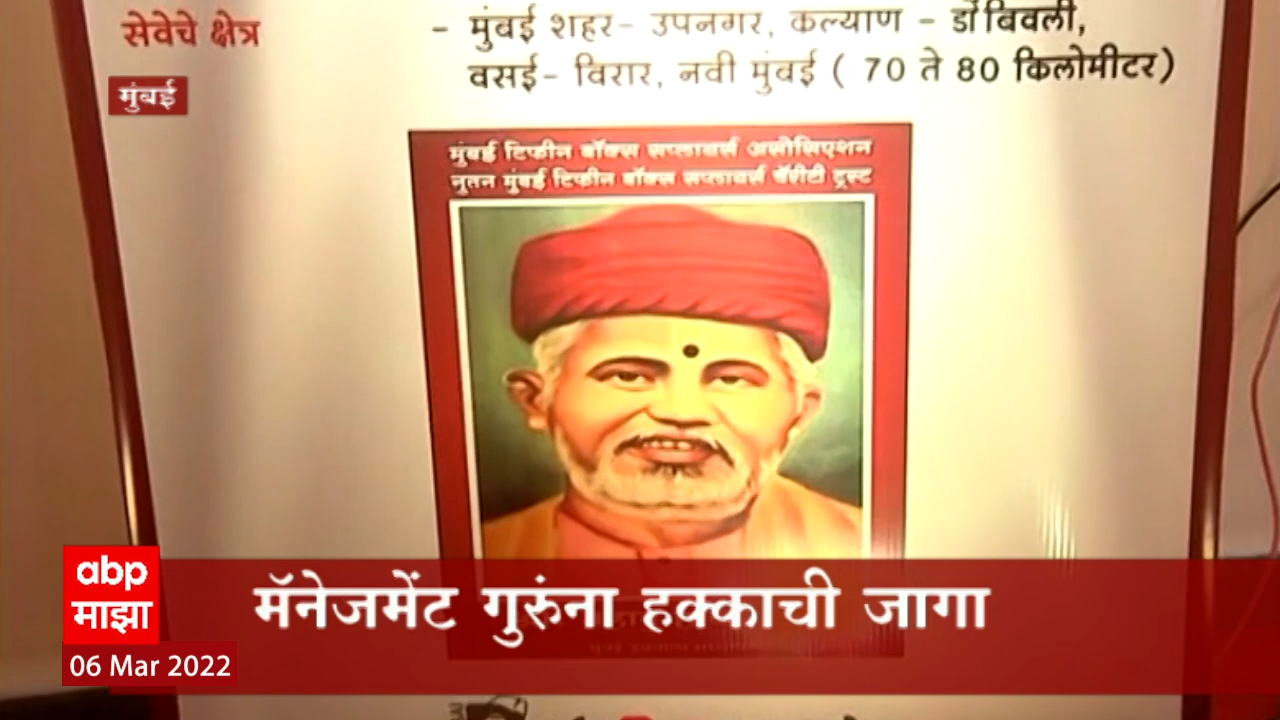 सेवेचे क्षेत्र
- मुंबई शहर- उपनगर, कल्याण - डोंबिवली,
वसई- विरार, नवी मुंबई ( 70 ते 80 किलोमीटर)
मुंबई
मुंबई टिफीन बॉक्स सप्लायर्स असोसिएशन
नुतन मुंबई टिफीन बॉक्स सप्लायर्स चॅरीटी ट्रस्ट
abp
माझा
मॅनेजमेंट गुरुंना हक्काची जागा
06 Mar 2022